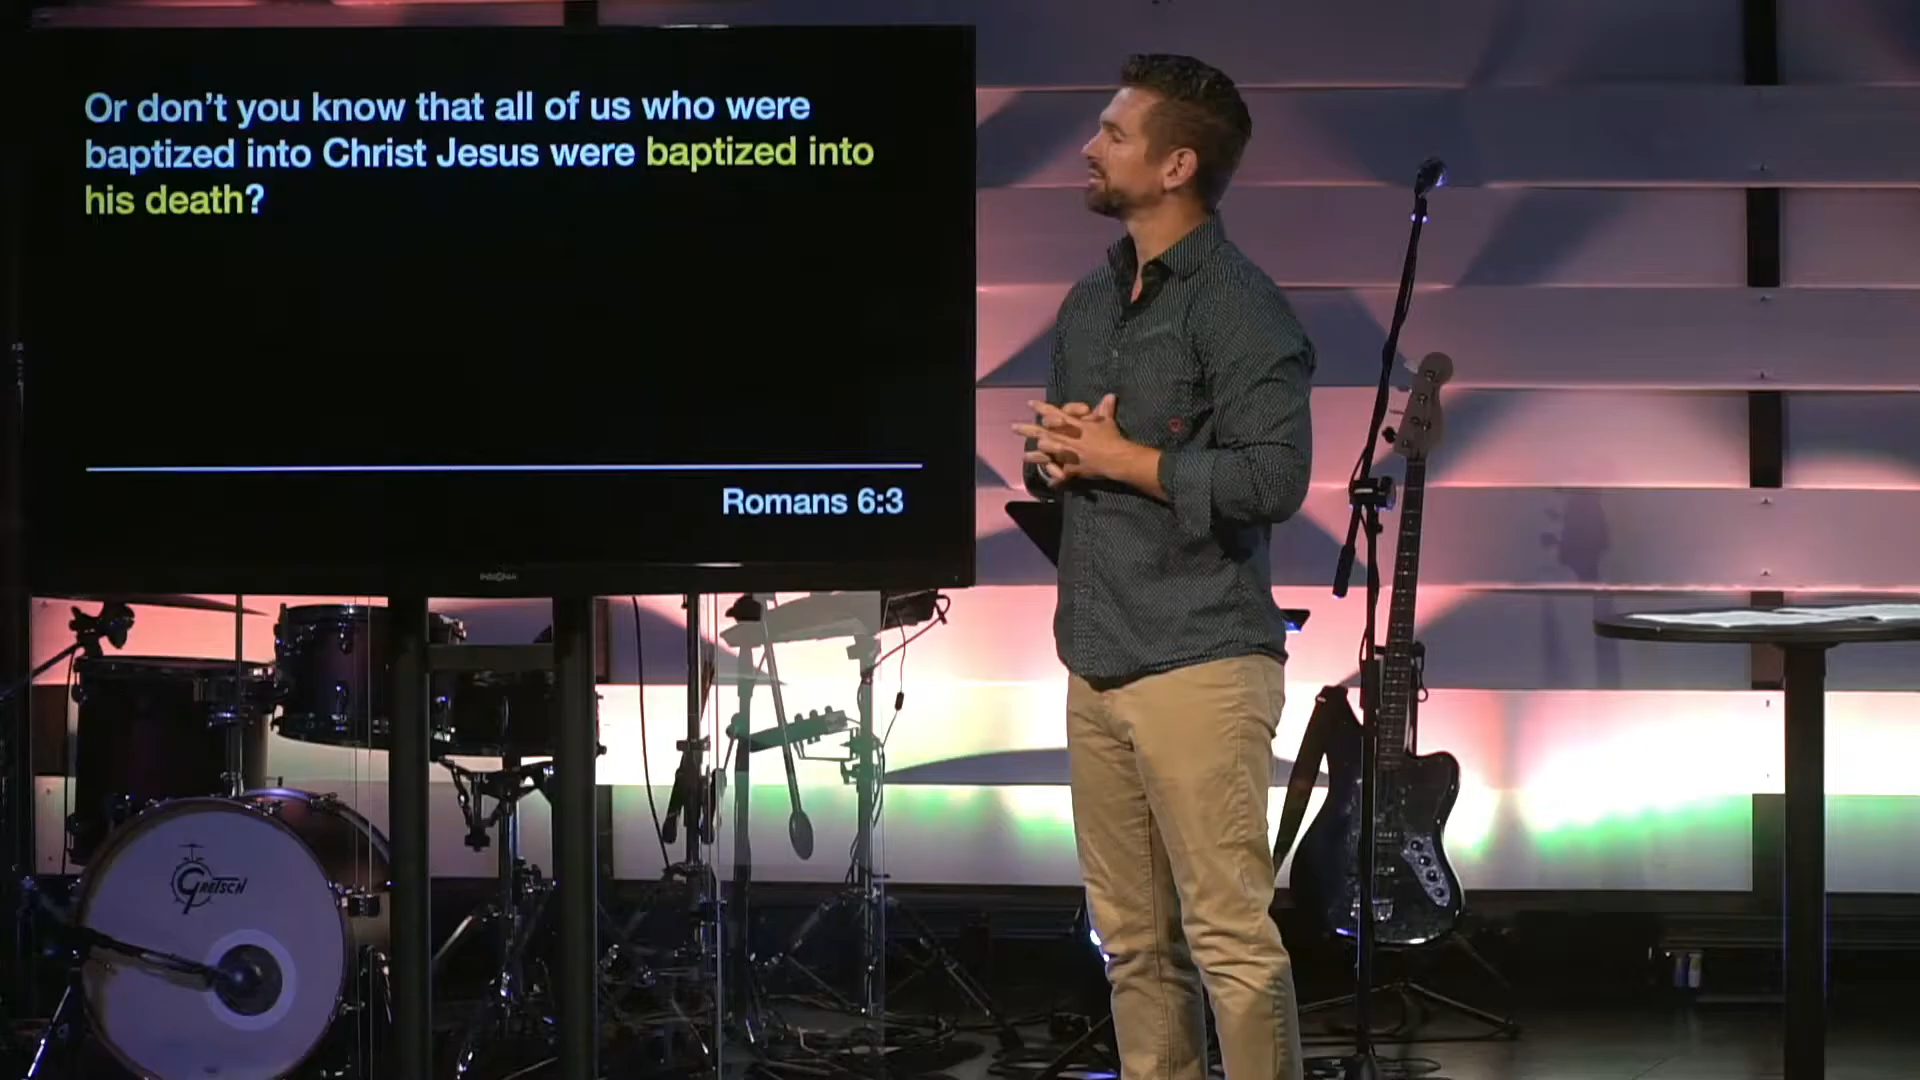 Or don't you know that all of us who were
baptized into Christ Jesus were baptized into
his death?
Romans 6:3
INSIGNIA
GRETSCH